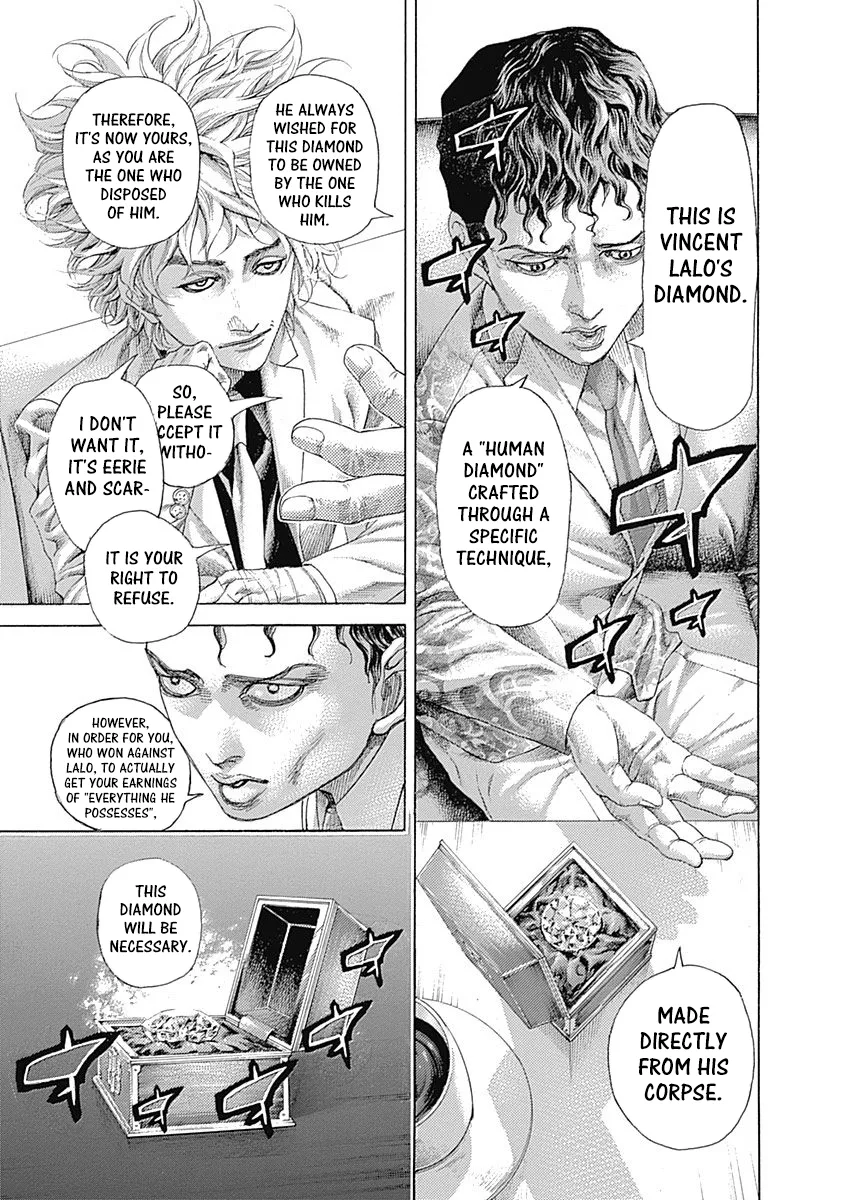 THIS IS
VINCENT
LALO'S
DIAMOND.
A "HUMAN
DIAMOND"
CRAFTED
THROUGH A
SPECIFIC
TECHNIQUE,
MADE
DIRECTLY
FROM HIS
CORPSE.
HE ALWAYS
WISHED FOR
THIS DIAMOND
TO BE OWNED
BY THE ONE
WHO KILLS
HIM.
THEREFORE,
IT'S NOW YOURS,
AS YOU ARE
THE ONE WHO
DISPOSED
OF HIM.
SO,
PLEASE
CCEPT IT
WITHO-
I DON'T
WANT IT,
IT'S EERIE
AND SCAR-
IT IS YOUR
RIGHT TO
REFUSE.
HOWEVER,
IN ORDER FOR YOU,
WHO WON AGAINST
LALO, TO ACTUALLY
GET YOUR EARNINGS
OF "EVERYTHING HE
POSSESSES",
THIS
DIAMOND
WILL BE
NECESSARY.